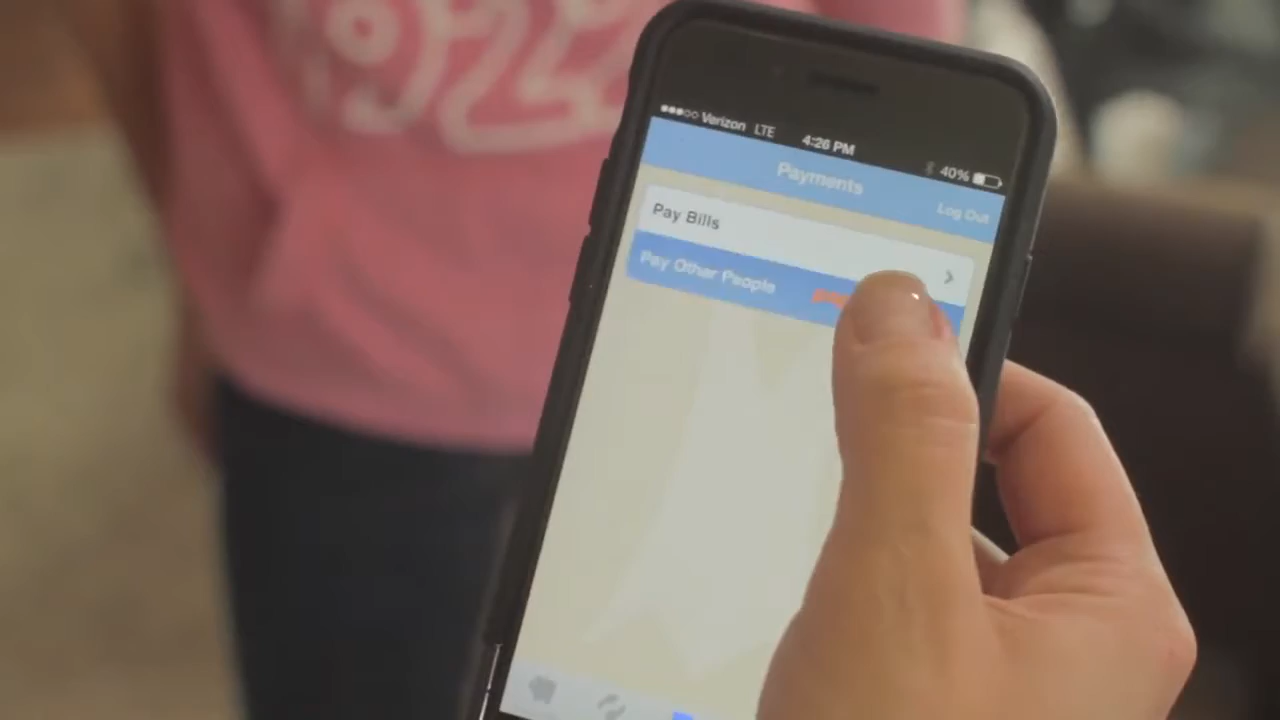 Verizon LTE 4:26 PM 40%
Payments
Log Out
Pay Bills
Pay Other People